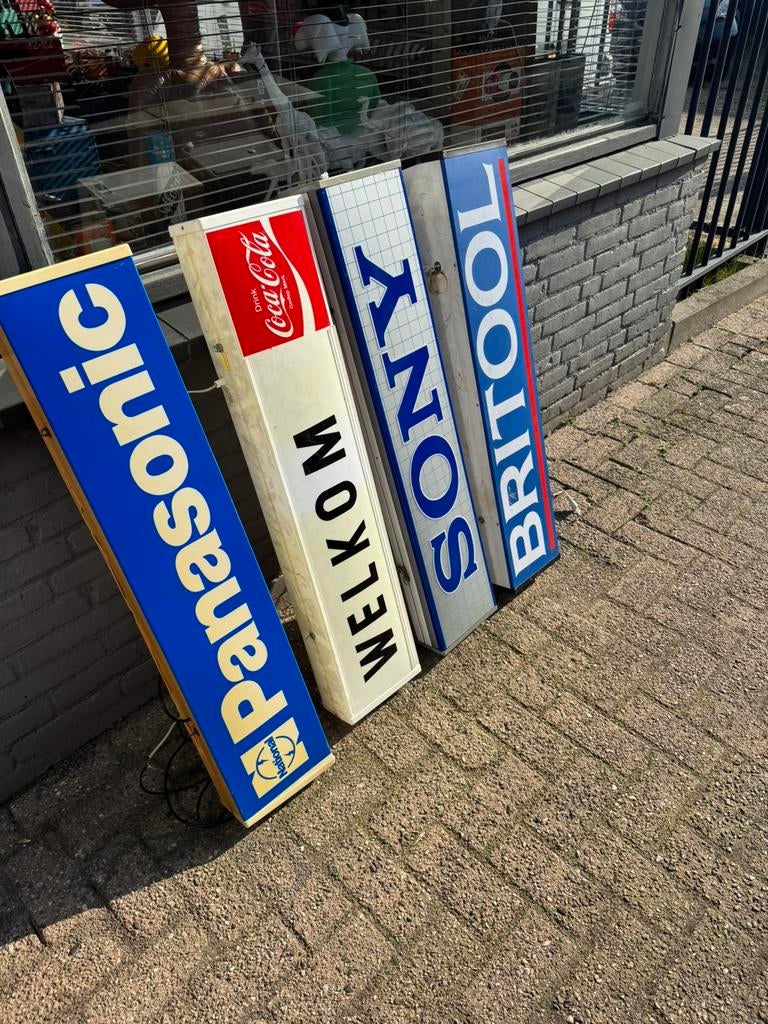 National
Panasonic
Drink
Coca-Cola
WELKOM
SONY
BRITOOL